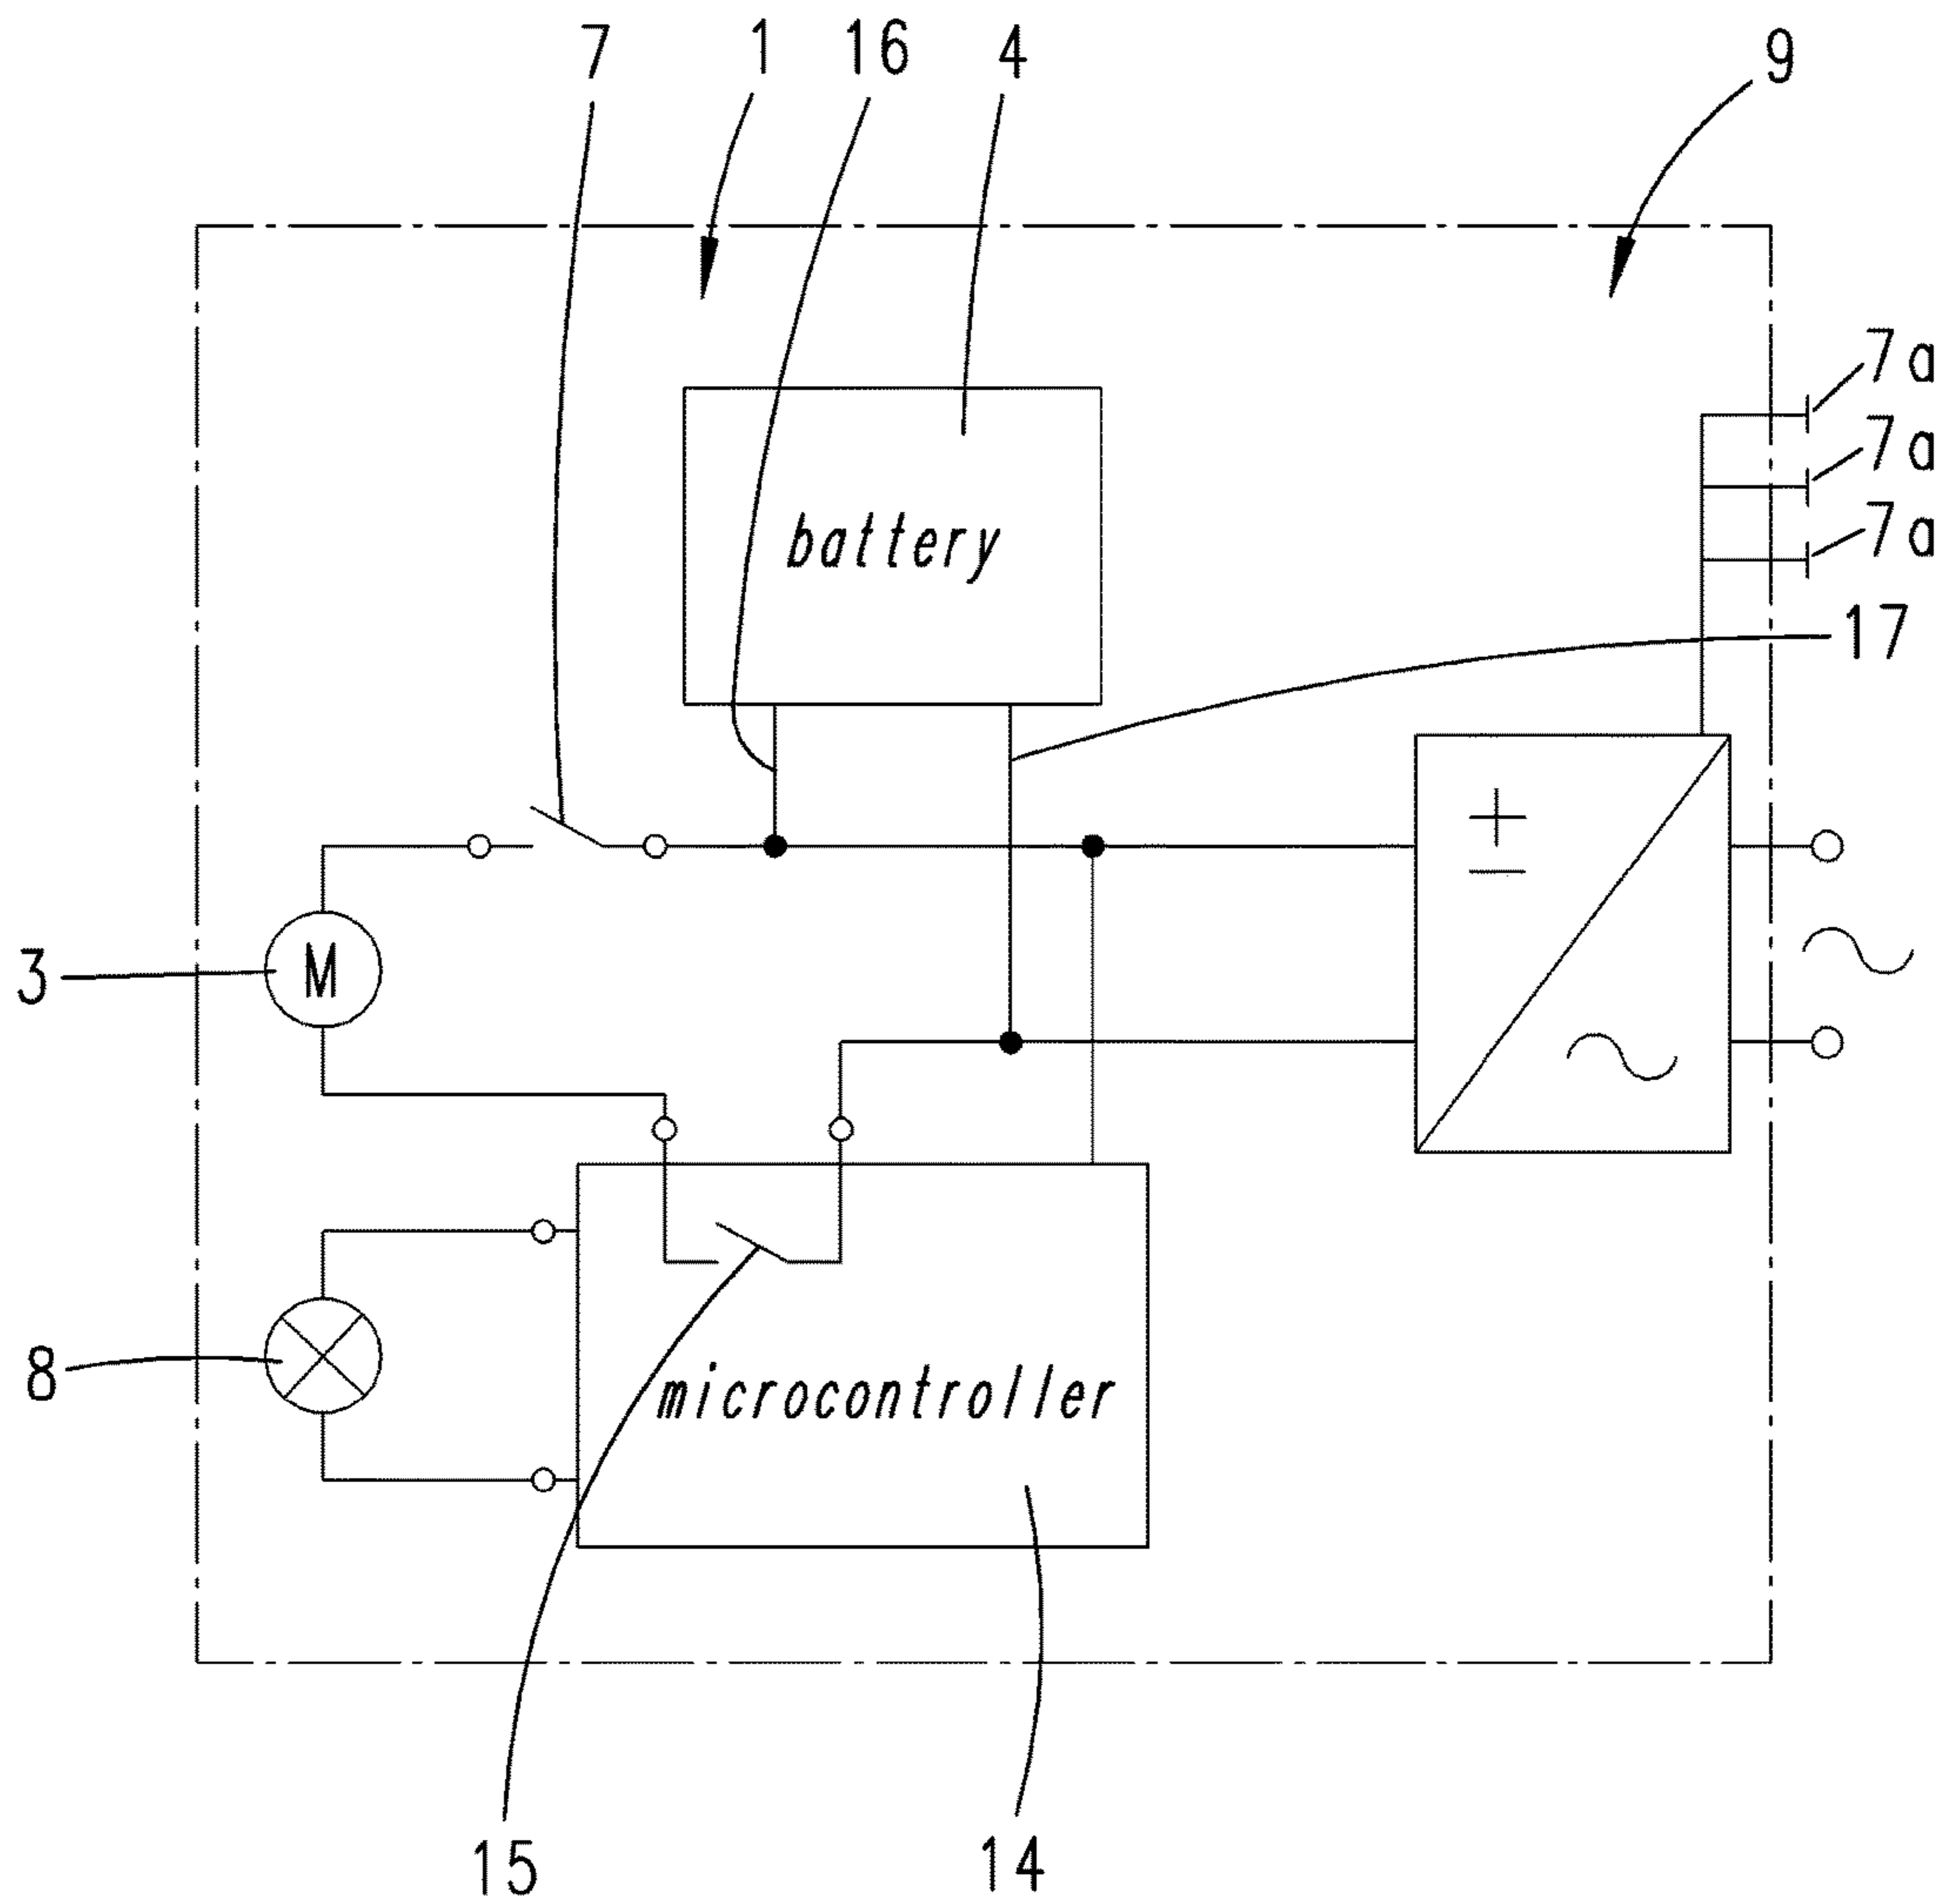 7 1 16 4 9
7a
7a
7a
battery
17
+
−
3 M
8
microcontroller
15 14